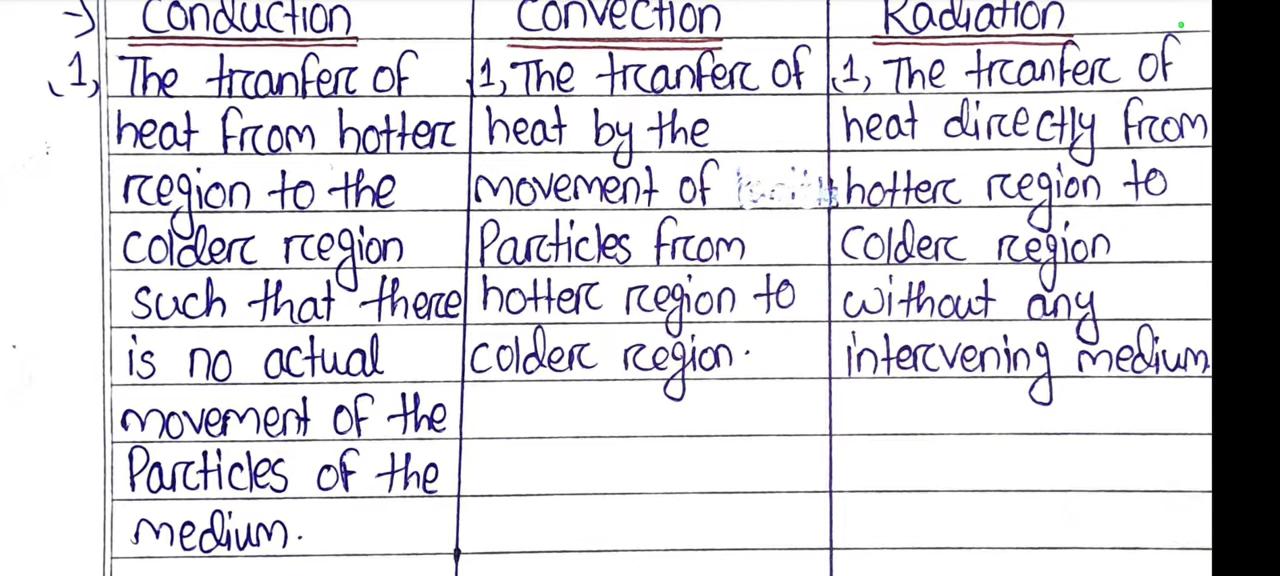 → Conduction
Convection
Radiation
1, The tranfer of
heat from hotter
region to the
colder region
such that there
is no actual
movement of the
Particles of the
medium.
1, The tranfer of
heat by the
movement of
Particles from
hotter region to
colder region.
1, The tranfer of
heat directly from
hotter region to
colder region
without any
intervening medium